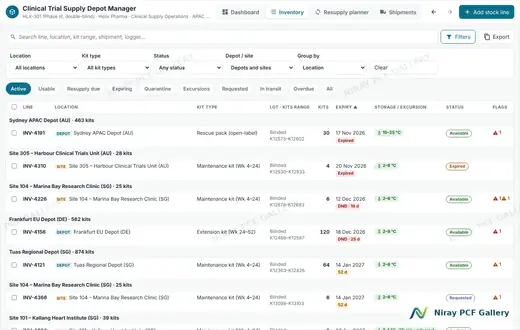 Clinical Trial Supply Depot Manager
HLX-301 (Phase III, double-blind) · Helix Pharma · Clinical Supply Operations · APAC
Dashboard
Inventory
Resupply planner
Shipments
Add stock line
Search line, location, kit range, shipment, logger...
Filters
Export
Location
Kit type
Status
Depot / site
Group by
All locations
All kit types
Any status
Depots and sites
Location
Clear
Active
Usable
Resupply due
Expiring
Quarantine
Excursions
Requested
In transit
Overdue
All
LINE
LOCATION
KIT TYPE
LOT · KITS RANGE
KITS
EXPIRY
STORAGE / EXCURSION
STATUS
FLAGS
Sydney APAC Depot (AU) · 463 kits
INV-4191
DEPOT
Sydney APAC Depot (AU)
Rescue pack (open-label)
Blinded
K12573-K12602
30
17 Nov 2026
Expired
15-25 °C
Available
1
Site 305 - Harbour Clinical Trials Unit (AU) · 28 kits
INV-4310
SITE
Site 305 - Harbour Clinical Trials Unit (AU)
Maintenance kit (Wk 4-24)
Blinded
K12930-K12933
4
20 Nov 2026
Expired
2-8 °C
Expired
Site 104 - Marina Bay Research Clinic (SG) · 25 kits
INV-4226
SITE
Site 104 - Marina Bay Research Clinic (SG)
Maintenance kit (Wk 4-24)
Blinded
6
12 Dec 2026
DND · 19 d
2-8 °C
Available
1
1
Frankfurt EU Depot (DE) · 562 kits
INV-4156
DEPOT
Frankfurt EU Depot (DE)
Extension kit (Wk 24-52)
Blinded
120
18 Dec 2026
DND · 25 d
2-8 °C
Available
1
Tuas Regional Depot (SG) · 874 kits
INV-4121
DEPOT
Tuas Regional Depot (SG)
Maintenance kit (Wk 4-24)
Blinded
K12363-K12426
64
14 Jan 2027
52 d
2-8 °C
Available
1
Site 104 - Marina Bay Research Clinic (SG) · 25 kits
INV-4366
SITE
Site 104 - Marina Bay Research Clinic (SG)
Maintenance kit (Wk 4-24)
Blinded
6
14 Jan 2027
52 d
2-8 °C
Requested
1
Site 101 - Kallang Heart Institute (SG) · 39 kits
Niray PCF Gallery